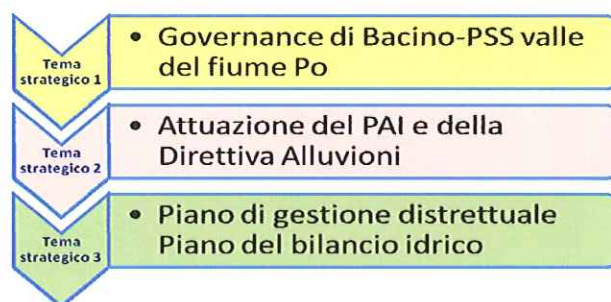 Tema
strategico 1
• Governance di Bacino-PSS valle
del fiume Po
Tema
strategico 2
• Attuazione del PAI e della
Direttiva Alluvioni
Tema
strategico 3
• Piano di gestione distrettuale
Piano del bilancio idrico